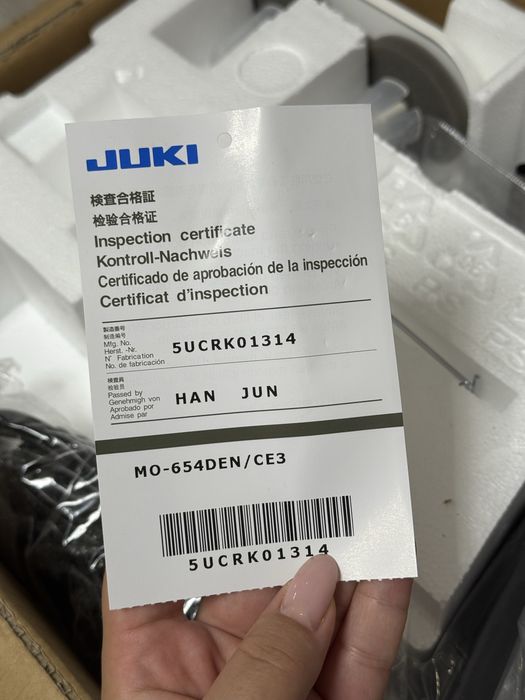 JUKI
検査合格証
检验合格证
Inspection certificate
Kontroll-Nachweis
Certificado de aprobación de la inspección
Certificat d'inspection
製造番号
制造编号
Mfg. No.
Herst. -Nr.
N° Fabrication
No. de fabricación
5UCRK01314
検査員
检验员
Passed by
Genehmigh von
Aprobado por
Admise par
HAN JUN
MO-654DEN/CE3
5UCRK01314